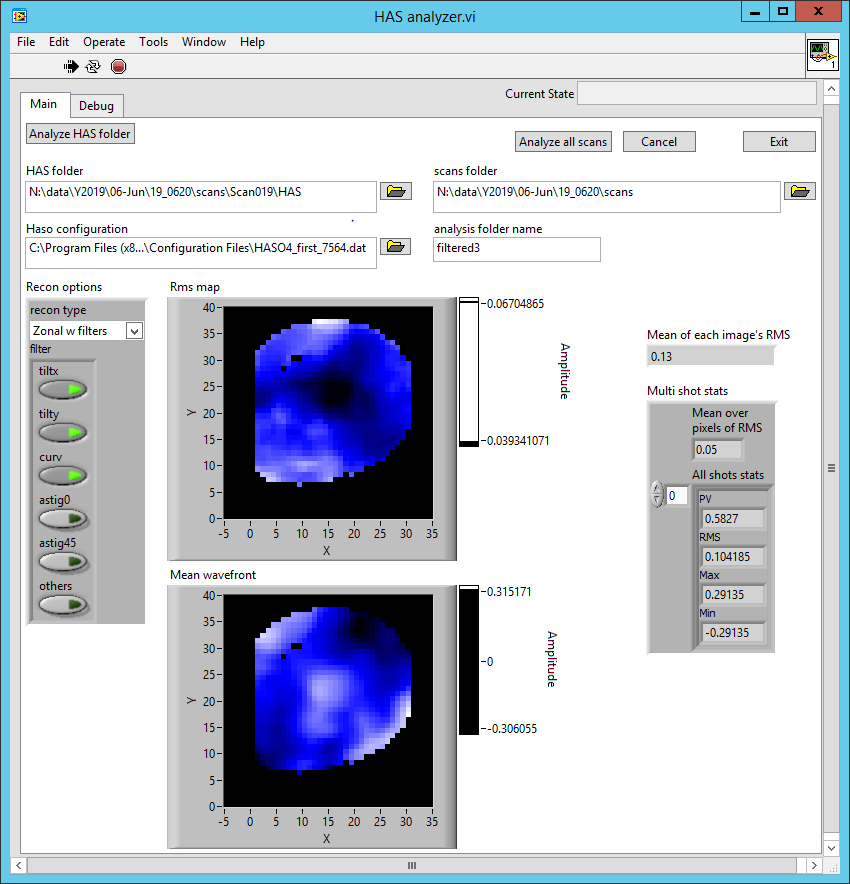 HAS analyzer.vi
File Edit Operate Tools Window Help
1
Main Debug
Current State
Analyze HAS folder
Analyze all scans Cancel Exit
HAS folder
N:\data\Y2019\06-Jun\19_0620\scans\Scan019\HAS
scans folder
N:\data\Y2019\06-Jun\19_0620\scans
Haso configuration
C:\Program Files (x8...\Configuration Files\HASO4_first_7564.dat
analysis folder name
filtered3
Recon options
recon type
Zonal w filters
filter
tiltx
tilty
curv
astig0
astig45
others
Rms map
40
35
30
25
20
15
10
5
0
Y
-5 0 5 10 15 20 25 30 35
X
0.06704865
0.039341071
Amplitude
Mean wavefront
40
35
30
25
20
15
10
5
0
Y
-5 0 5 10 15 20 25 30 35
X
0.315171
0
-0.306055
Amplitude
Mean of each image's RMS
0.13
Multi shot stats
Mean over
pixels of RMS
0.05
All shots stats
0
PV
0.5827
RMS
0.104185
Max
0.29135
Min
-0.29135